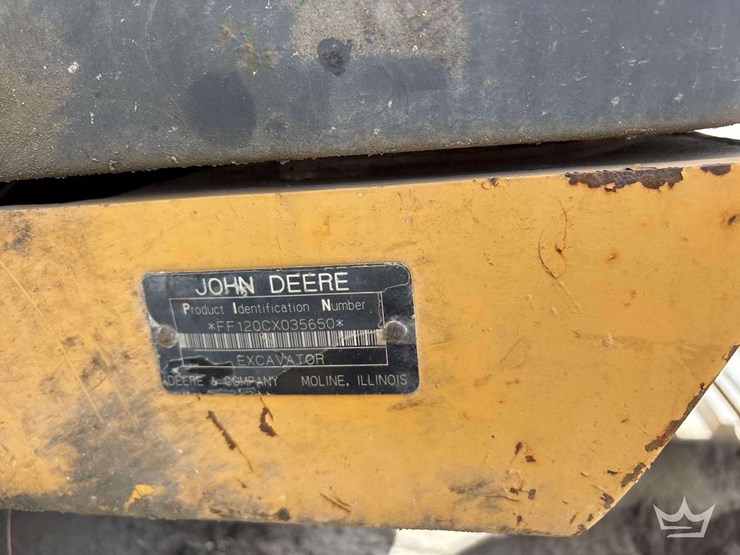 JOHN DEERE
Product Identification Number
*FF120CX035650*
EXCAVATOR
DEERE & COMPANY MOLINE, ILLINOIS